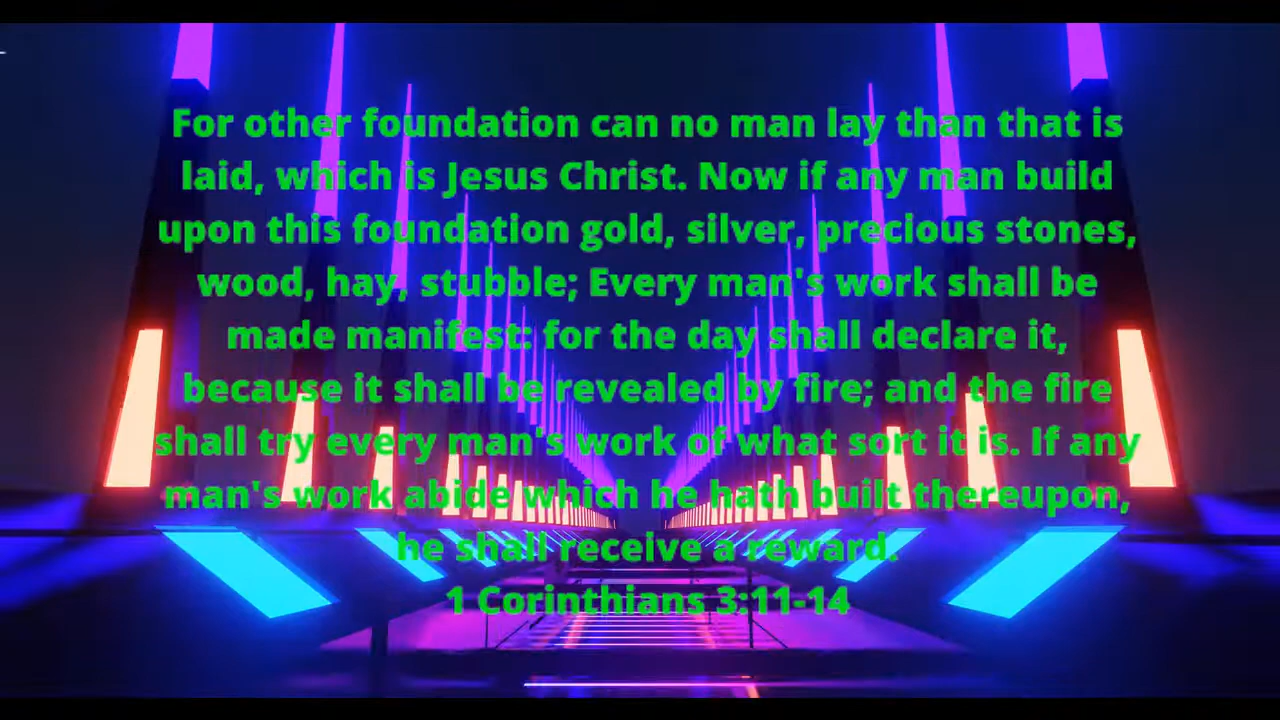 For other foundation can no man lay than that is
laid, which is Jesus Christ. Now if any man build
upon this foundation gold, silver, precious stones,
wood, hay, stubble; Every man's work shall be
made manifest: for the day shall declare it,
because it shall be revealed by fire; and the fire
shall try every man's work of what sort it is. If any
man's work abide which he hath built thereupon,
he shall receive a reward.
1 Corinthians 3:11-14